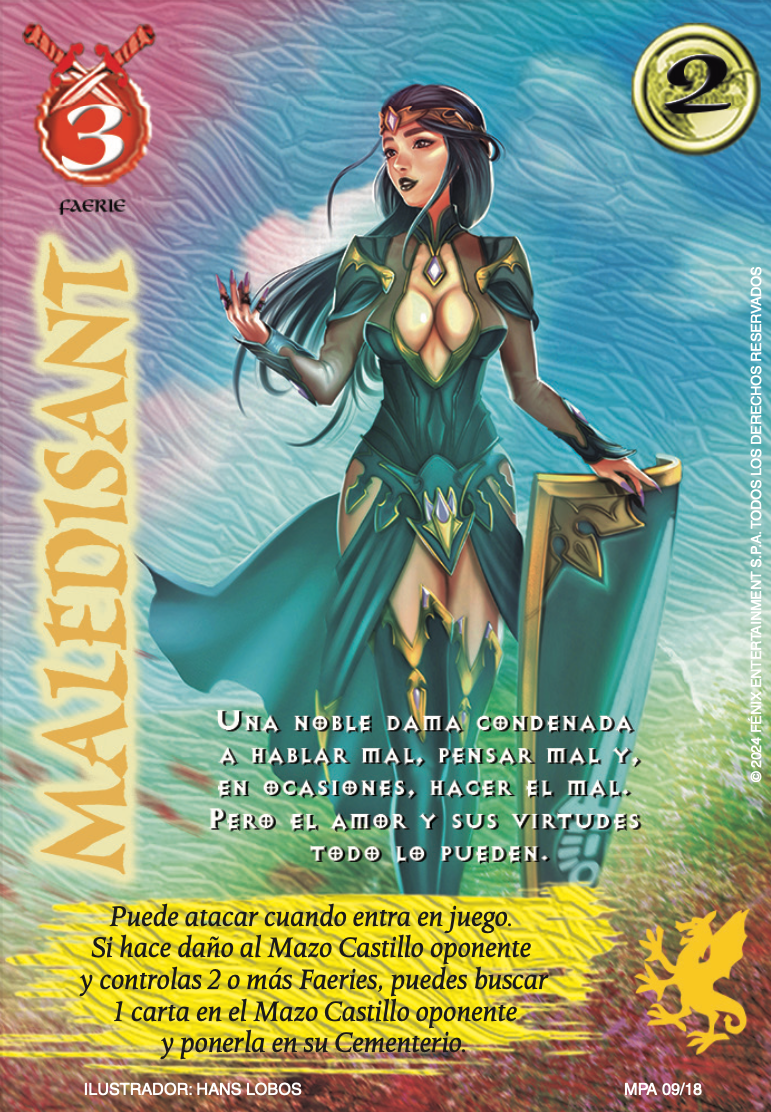 3
2
FAERIE
MALEDISANT
UNA NOBLE DAMA CONDENADA
A HABLAR MAL, PENSAR MAL Y,
EN OCASIONES, HACER EL MAL.
PERO EL AMOR Y SUS VIRTUDES
TODO LO PUEDEN.
Puede atacar cuando entra en juego.
Si hace daño al Mazo Castillo oponente
y controlas 2 o más Faeries, puedes buscar
1 carta en el Mazo Castillo oponente
y ponerla en su Cementerio.
© 2024 FÉNIX ENTERTAINMENT S.P.A. TODOS LOS DERECHOS RESERVADOS
ILUSTRADOR: HANS LOBOS
MPA 09/18